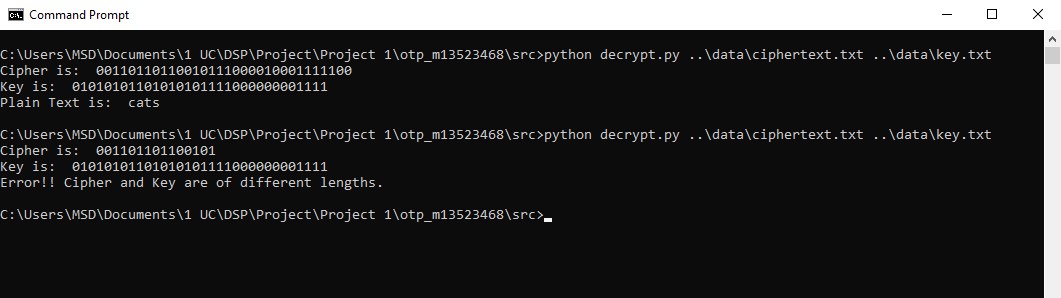 Command Prompt
C:\Users\MSD\Documents\1 UC\DSP\Project\Project 1\otp_m13523468\src>python decrypt.py ..\data\ciphertext.txt ..\data\key.txt
Cipher is:  00110110110010111000010001111100
Key is:  01010101101010101111000000001111
Plain Text is:  cats
C:\Users\MSD\Documents\1 UC\DSP\Project\Project 1\otp_m13523468\src>python decrypt.py ..\data\ciphertext.txt ..\data\key.txt
Cipher is:  001101101100101
Key is:  01010101101010101111000000001111
Error!! Cipher and Key are of different lengths.
C:\Users\MSD\Documents\1 UC\DSP\Project\Project 1\otp_m13523468\src>